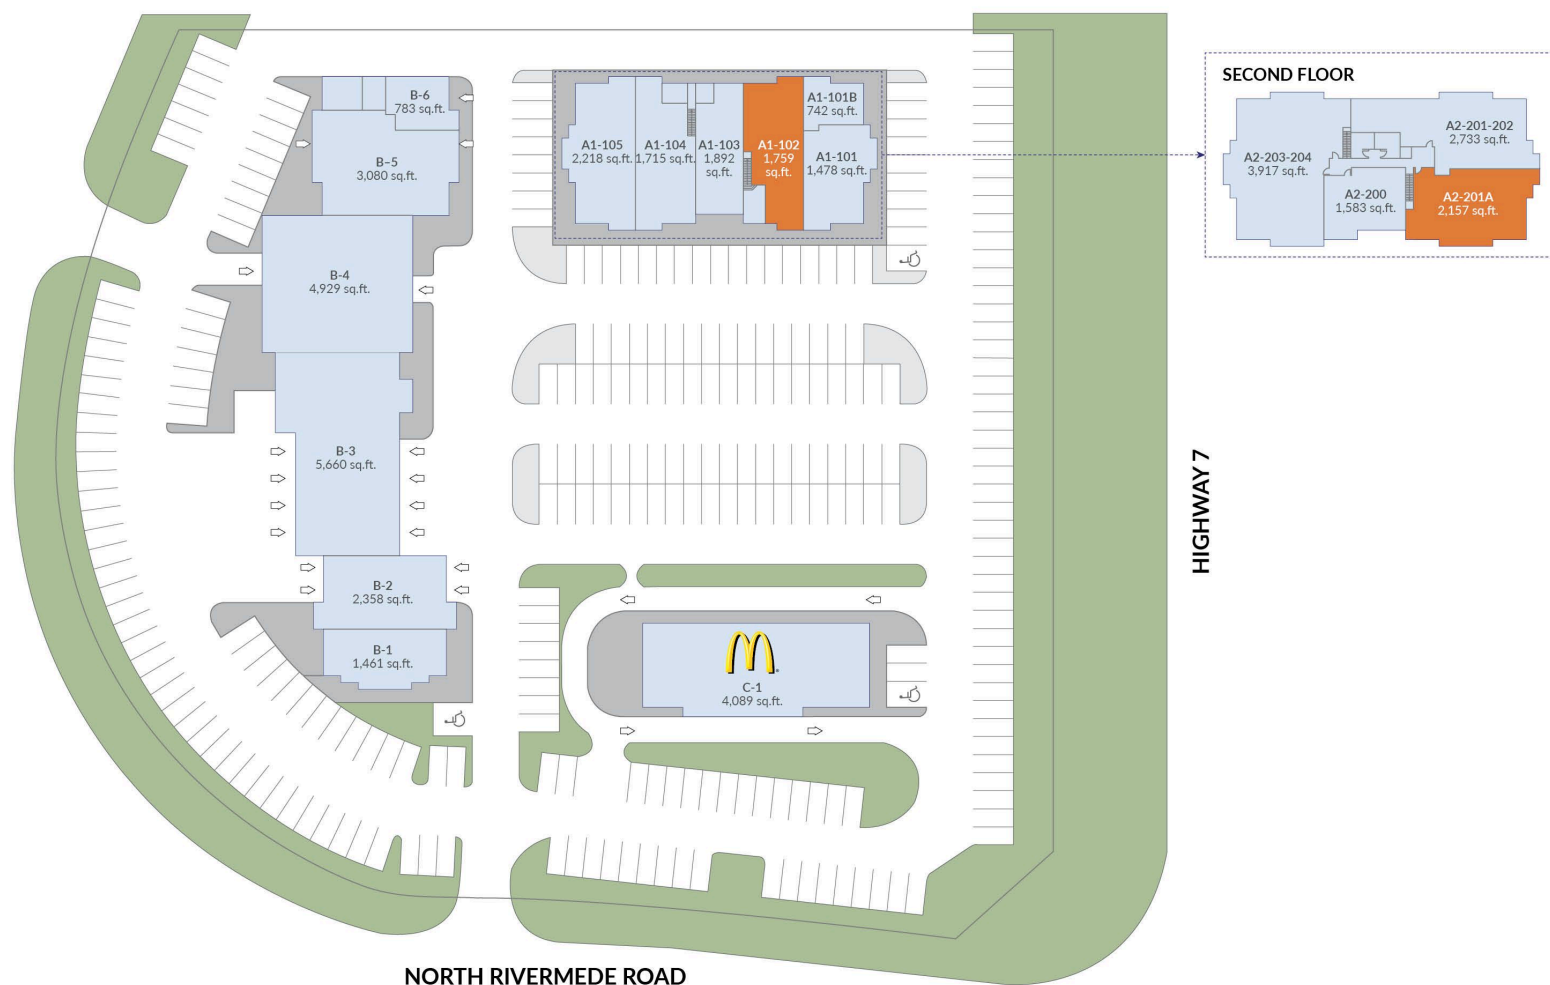 SECOND FLOOR
B-6
783 sq.ft.
B-5
3,080 sq.ft.
B-4
4,929 sq.ft.
B-3
5,660 sq.ft.
B-2
2,358 sq.ft.
B-1
1,461 sq.ft.
A1-105
2,218 sq.ft.
A1-104
1,715 sq.ft.
A1-103
1,892
sq.ft.
A1-102
1,759
sq.ft.
A1-101B
742 sq.ft.
A1-101
1,478 sq.ft.
A2-203-204
3,917 sq.ft.
A2-201-202
2,733 sq.ft.
A2-200
1,583 sq.ft.
A2-201A
2,157 sq.ft.
C-1
4,089 sq.ft.
HIGHWAY 7
NORTH RIVERMEDE ROAD